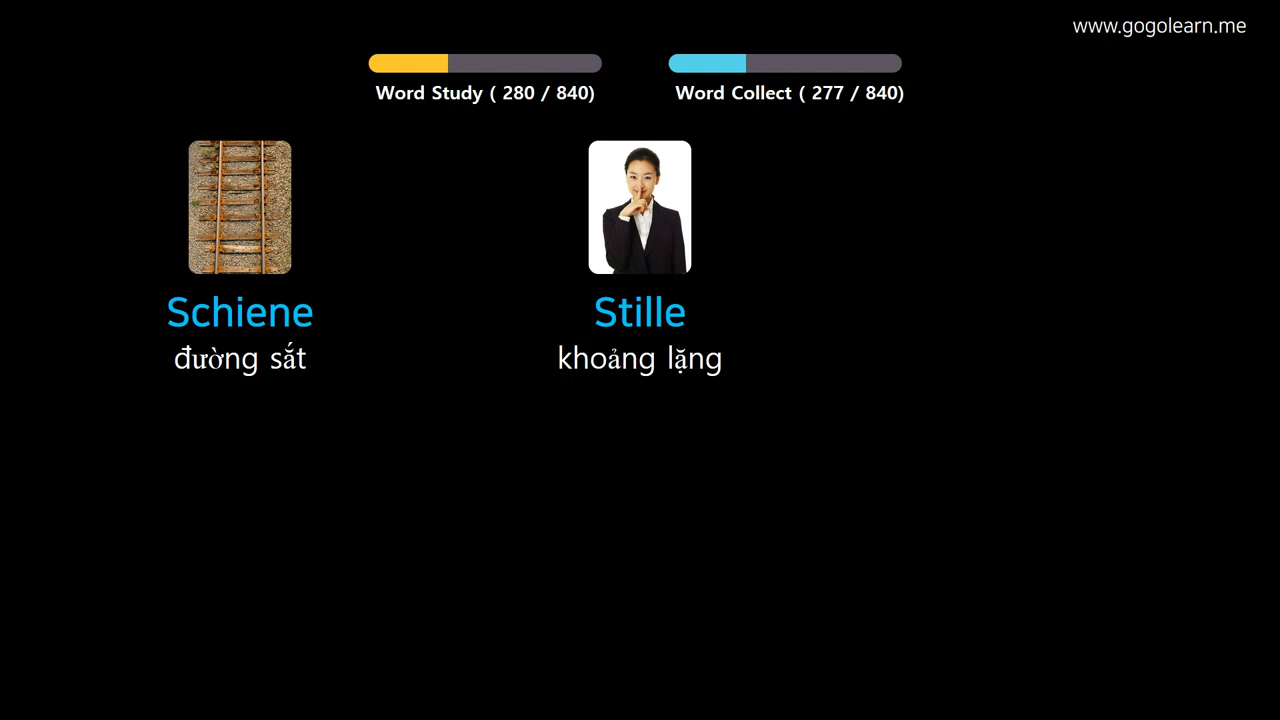 www.gogolearn.me
Word Study ( 280 / 840)
Word Collect ( 277 / 840)
Schiene
đường sắt
Stille
khoảng lặng